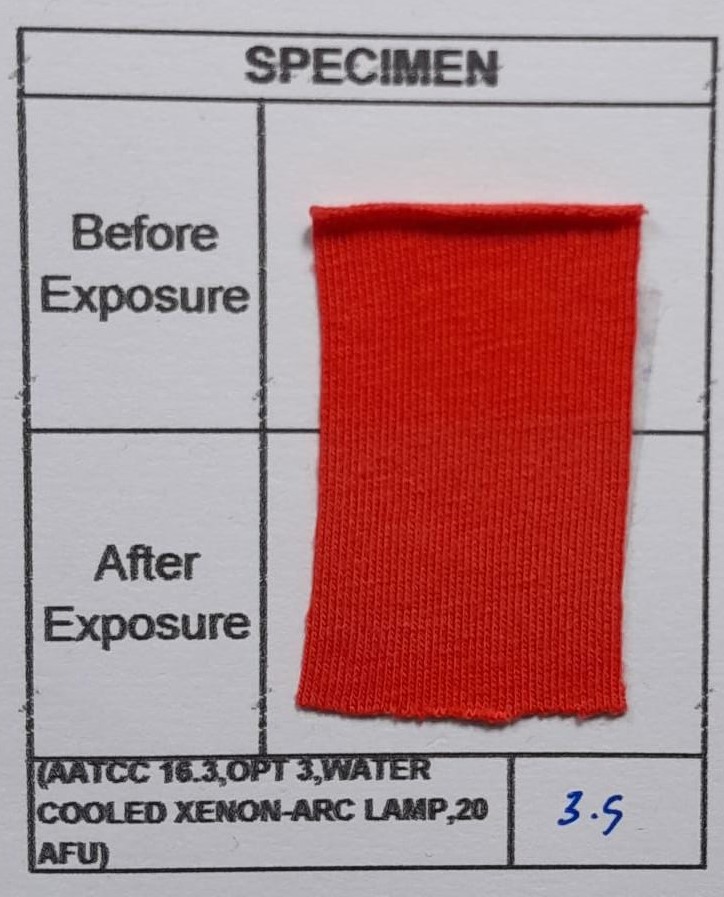 SPECIMEN
Before
Exposure
After
Exposure
(AATCC 16.3,OPT 3,WATER
COOLED XENON-ARC LAMP,20
AFU)
3.5